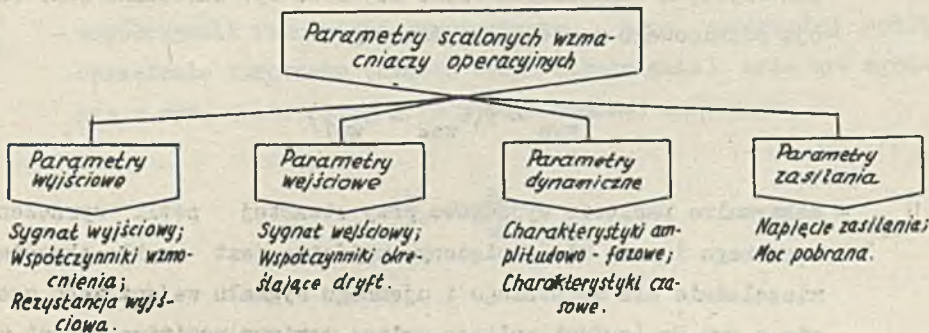 Parametry scalonych wzma-
cniaczy operacyjnych
Parametry
wyjściowe
Sygnał wyjściowy;
Współczynniki wzmo-
cnienia;
Rezystancja wyjś-
ciowa.
Parametry
wejściowe
Sygnał wejściowy;
Współczynniki okre-
ślające dryft.
Parametry
dynamiczne
Charakterystyki am-
plitudowo-fazowe;
Charakterystyki cza-
sowe.
Parametry
zasilania
Napięcie zasilania;
Moc pobrana.